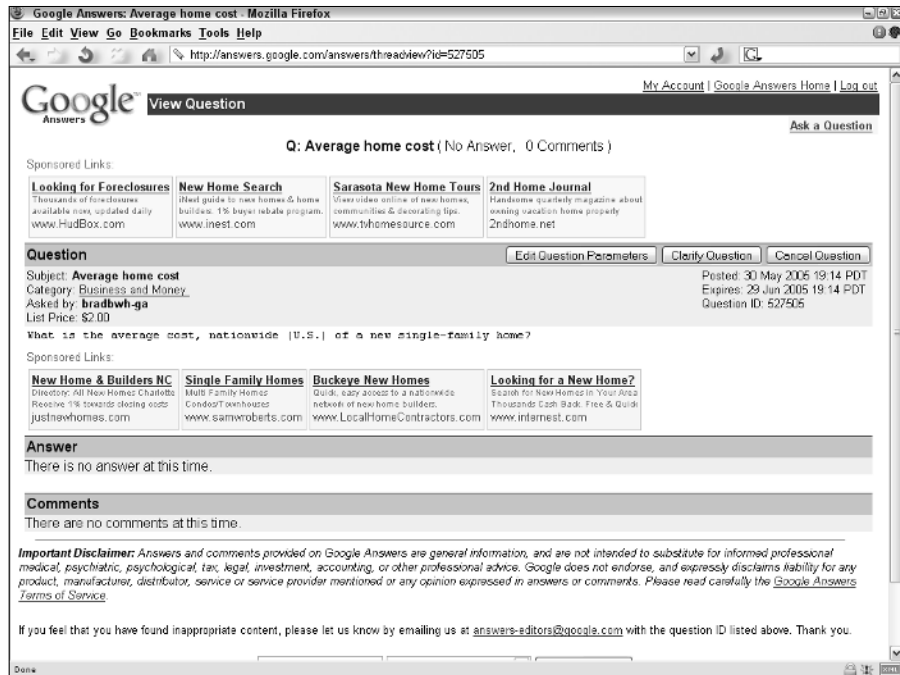 Google Answers: Average home cost - Mozilla Firefox
File Edit View Go Bookmarks Tools Help
http://answers.google.com/answers/threadview?id=527505
G
My Account | Google Answers Home | Log out
Google™
Answers
View Question
Ask a Question
Q: Average home cost ( No Answer, 0 Comments )
Sponsored Links:
Looking for Foreclosures New Home Search Sarasota New Home Tours 2nd Home Journal
Thousands of foreclosures iNest guide to new homes & home View video online of new homes, Handsome quarterly magazine about
available now, updated daily builders. 1% buyer rebate program. communities & decorating tips. owning vacation home property
www.HudBox.com www.inest.com www.tvhomesource.com 2ndhome.net
Question Edit Question Parameters Clarify Question Cancel Question
Subject: Average home cost Posted: 30 May 2005 19:14 PDT
Category: Business and Money Expires: 29 Jun 2005 19:14 PDT
Asked by: bradbwh-ga Question ID: 527505
List Price: $2.00
What is the average cost, nationwide |U.S.| of a new single-family home?
Sponsored Links:
New Home & Builders NC Single Family Homes Buckeye New Homes Looking for a New Home?
Directory: All New Homes Charlotte Multi Family Homes Quick, easy access to a nationwide Search for New Homes in Your Area
Receive 1% towards closing costs Condos/Townhouses network of new home builders. Thousands Cash Back. Free & Quick
justnewhomes.com www.samwroberts.com www.LocalHomeContractors.com www.internest.com
Answer
There is no answer at this time.
Comments
There are no comments at this time.
Important Disclaimer: Answers and comments provided on Google Answers are general information, and are not intended to substitute for informed professional
medical, psychiatric, psychological, tax, legal, investment, accounting, or other professional advice. Google does not endorse, and expressly disclaims liability for any
product, manufacturer, distributor, service or service provider mentioned or any opinion expressed in answers or comments. Please read carefully the Google Answers
Terms of Service.
If you feel that you have found inappropriate content, please let us know by emailing us at answers-editors@google.com with the question ID listed above. Thank you.
Done